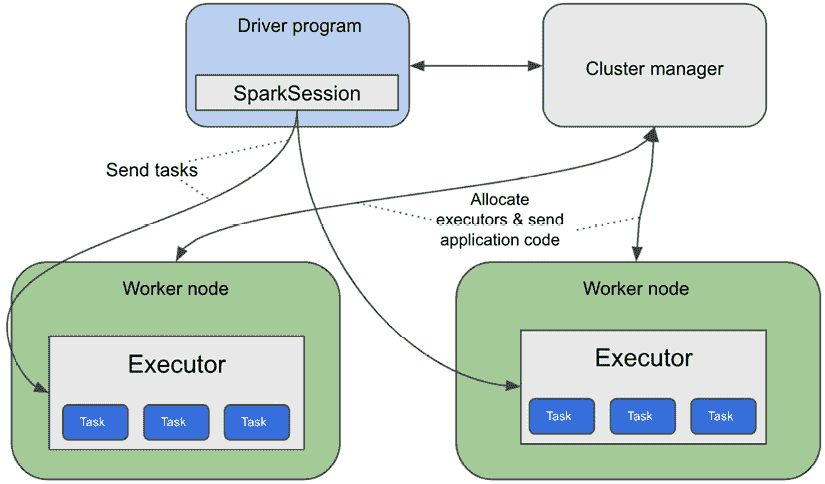 Driver program
Cluster manager
SparkSession
Send tasks
Allocate
executors & send
application code
Worker node
Worker node
Executor
Executor
Task
Task
Task
Task
Task
Task